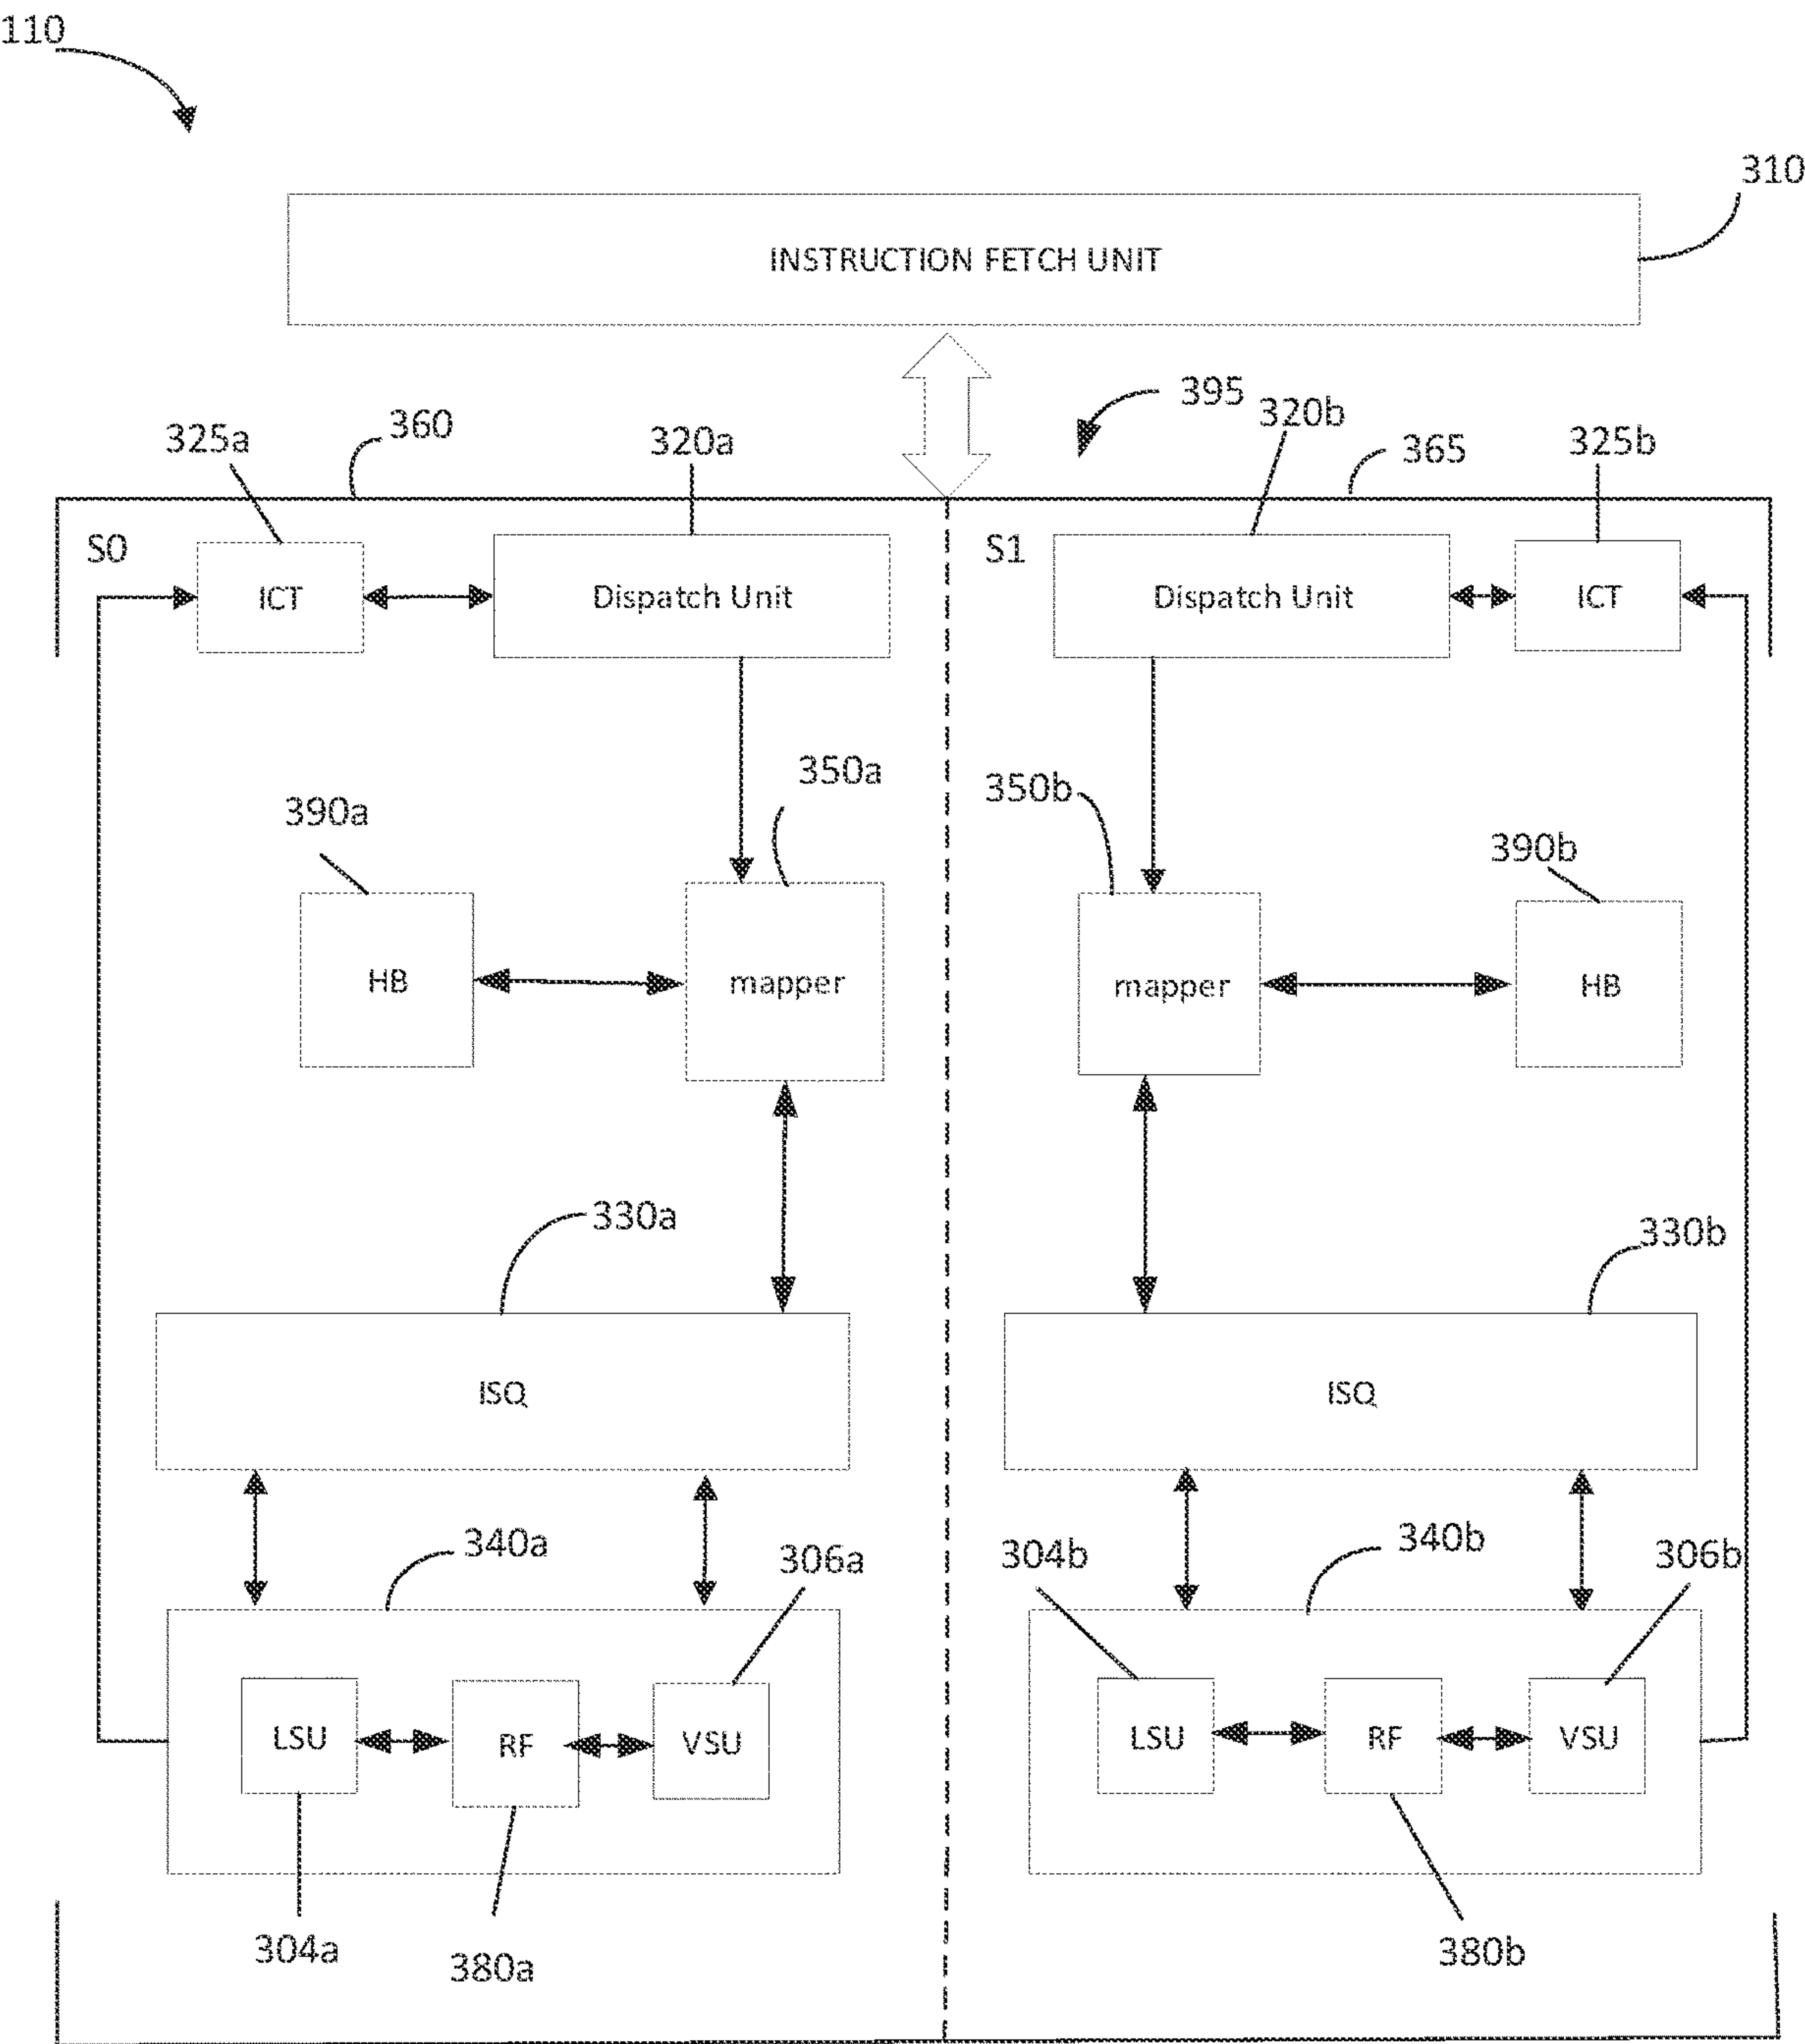 110
310
INSTRUCTION FETCH UNIT
395
360
320b
325a
320a
365
325b
S0
S1
ICT
Dispatch Unit
Dispatch Unit
ICT
350a
350b
390a
390b
HB
mapper
mapper
HB
330a
330b
ISQ
ISQ
340a
306a
304b
340b
306b
LSU
RF
VSU
LSU
RF
VSU
304a
380a
380b